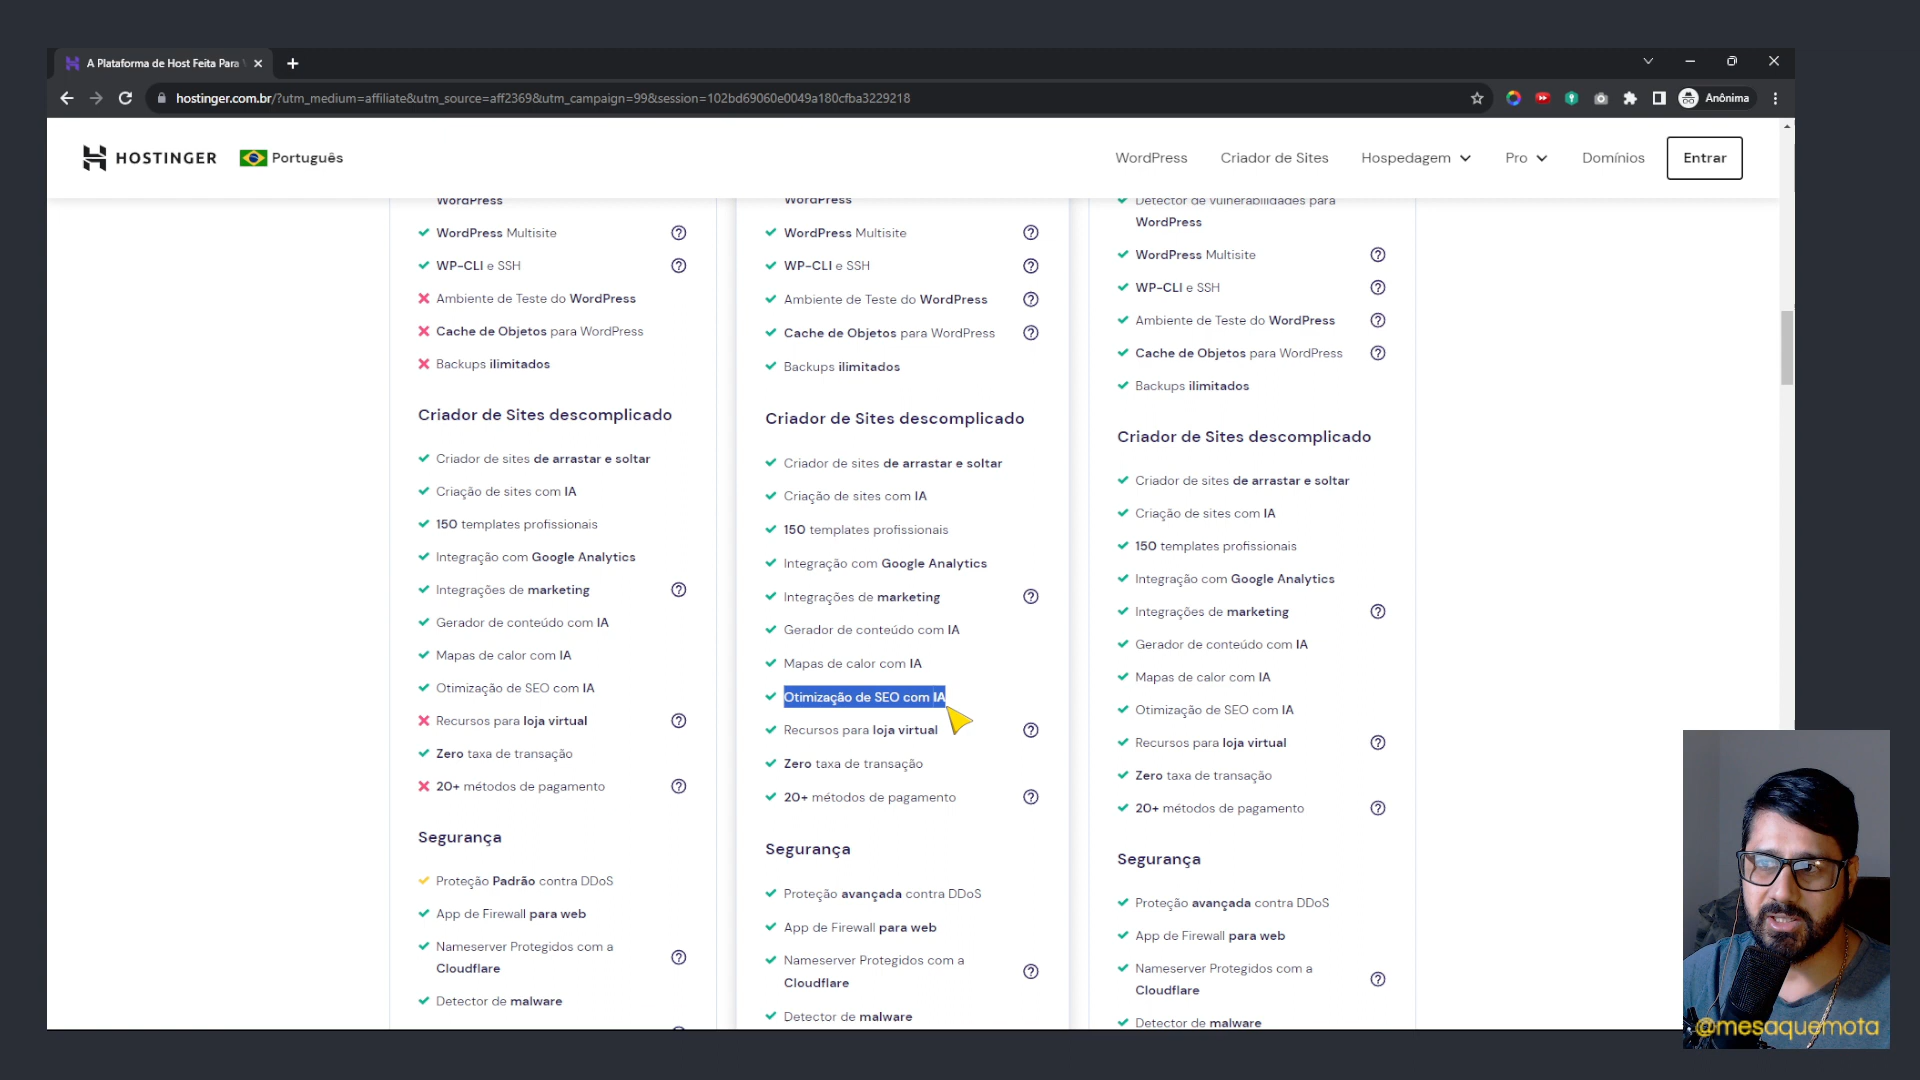 A Plataforma de Host Feita Para
hostinger.com.br/?utm_medium=affiliate&utm_source=aff2369&utm_campaign=99&session=102bd69060e0049a180cfba3229218
Anônima
HOSTINGER
Português
WordPress
Criador de Sites
Hospedagem
Pro
Domínios
Entrar
WordPress
WordPress Multisite
WP-CLI e SSH
Ambiente de Teste do WordPress
Cache de Objetos para WordPress
Backups ilimitados
Criador de Sites descomplicado
Criador de sites de arrastar e soltar
Criação de sites com IA
150 templates profissionais
Integração com Google Analytics
Integrações de marketing
Gerador de conteúdo com IA
Mapas de calor com IA
Otimização de SEO com IA
Recursos para loja virtual
Zero taxa de transação
20+ métodos de pagamento
Segurança
Proteção Padrão contra DDoS
App de Firewall para web
Nameserver Protegidos com a
Cloudflare
Detector de malware
WordPress
WordPress Multisite
WP-CLI e SSH
Ambiente de Teste do WordPress
Cache de Objetos para WordPress
Backups ilimitados
Criador de Sites descomplicado
Criador de sites de arrastar e soltar
Criação de sites com IA
150 templates profissionais
Integração com Google Analytics
Integrações de marketing
Gerador de conteúdo com IA
Mapas de calor com IA
Otimização de SEO com IA
Recursos para loja virtual
Zero taxa de transação
20+ métodos de pagamento
Segurança
Proteção avançada contra DDoS
App de Firewall para web
Nameserver Protegidos com a
Cloudflare
Detector de malware
Detector de vulnerabilidades para
WordPress
WordPress Multisite
WP-CLI e SSH
Ambiente de Teste do WordPress
Cache de Objetos para WordPress
Backups ilimitados
Criador de Sites descomplicado
Criador de sites de arrastar e soltar
Criação de sites com IA
150 templates profissionais
Integração com Google Analytics
Integrações de marketing
Gerador de conteúdo com IA
Mapas de calor com IA
Otimização de SEO com IA
Recursos para loja virtual
Zero taxa de transação
20+ métodos de pagamento
Segurança
Proteção avançada contra DDoS
App de Firewall para web
Nameserver Protegidos com a
Cloudflare
Detector de malware
@mesaquemota